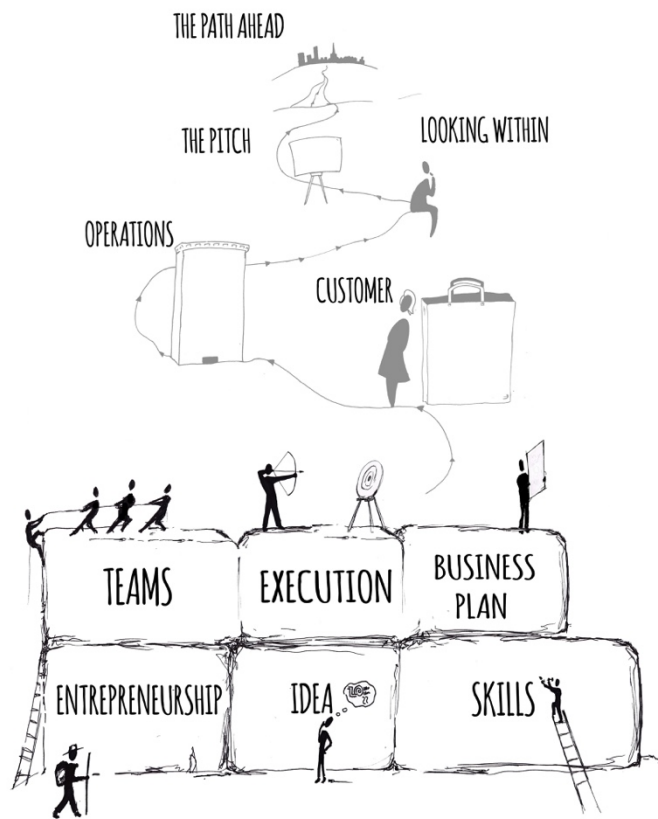 THE PATH AHEAD
THE PITCH
LOOKING WITHIN
OPERATIONS
CUSTOMER
TEAMS
EXECUTION
BUSINESS
PLAN
ENTREPRENEURSHIP
IDEA
SKILLS